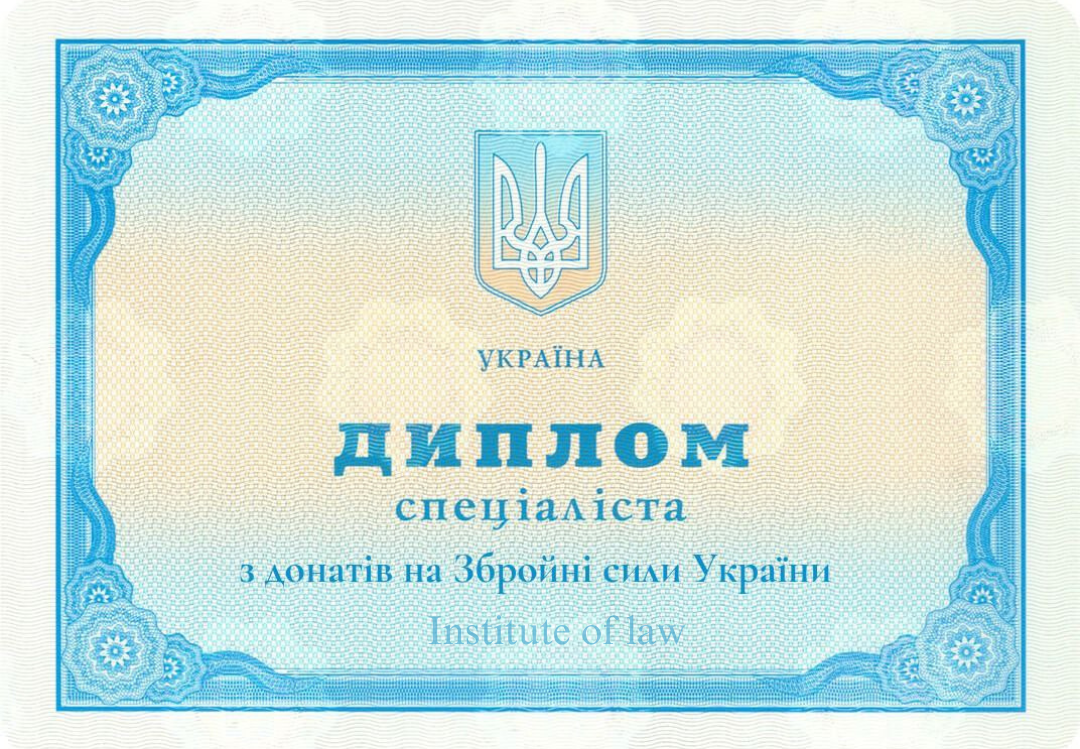 УКРАЇНА
ДИПЛОМ
спеціаліста
з донатів на Збройні сили України
Institute of law